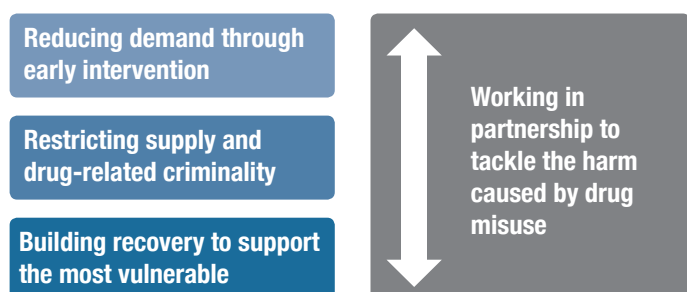 Reducing demand through
early intervention
Restricting supply and
drug-related criminality
Building recovery to support
the most vulnerable
Working in
partnership to
tackle the harm
caused by drug
misuse